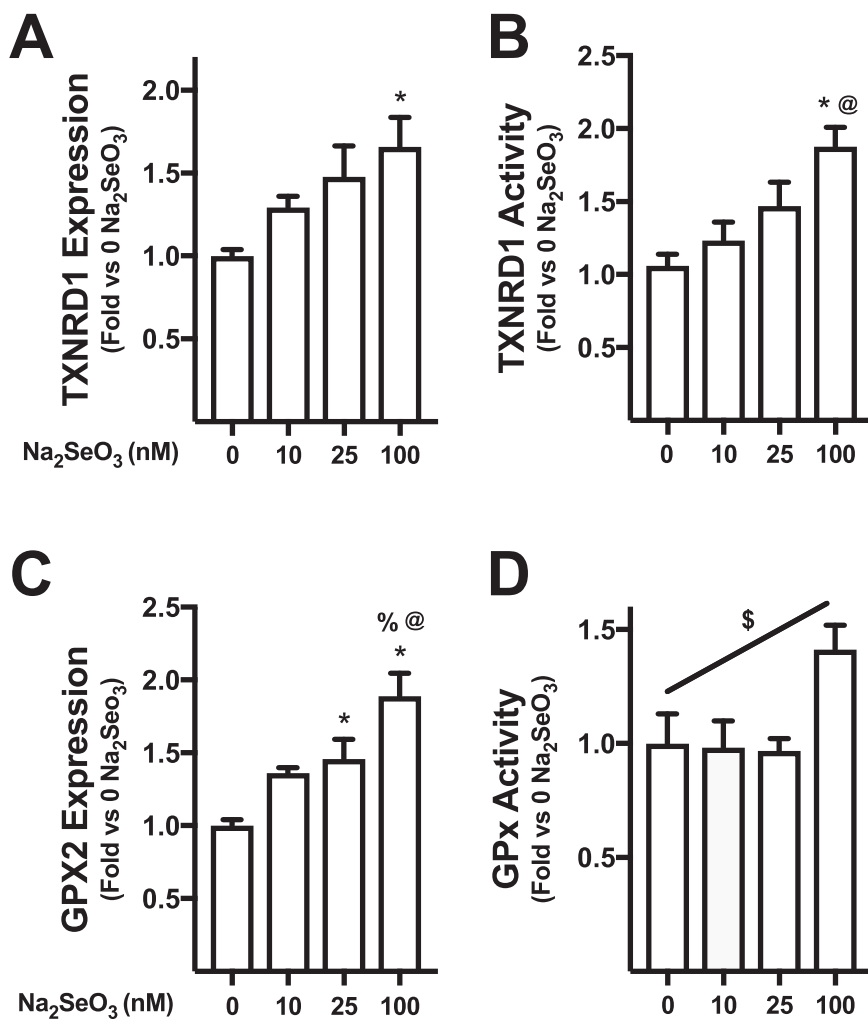 A
TXNRD1 Expression
(Fold vs 0 Na₂SeO₃)
2.0
1.5
1.0
0.5
*
Na₂SeO₃ (nM)
0 10 25 100
B
TXNRD1 Activity
(Fold vs 0 Na₂SeO₃)
2.5
2.0
1.5
1.0
0.5
* @
0 10 25 100
C
GPX2 Expression
(Fold vs 0 Na₂Seo₃)
2.5
2.0
1.5
1.0
0.5
*
% @
*
Na₂SeO₃ (nM)
0 10 25 100
D
GPx Activity
(Fold vs 0 Na₂SeO₃)
1.5
1.0
0.5
$
0 10 25 100